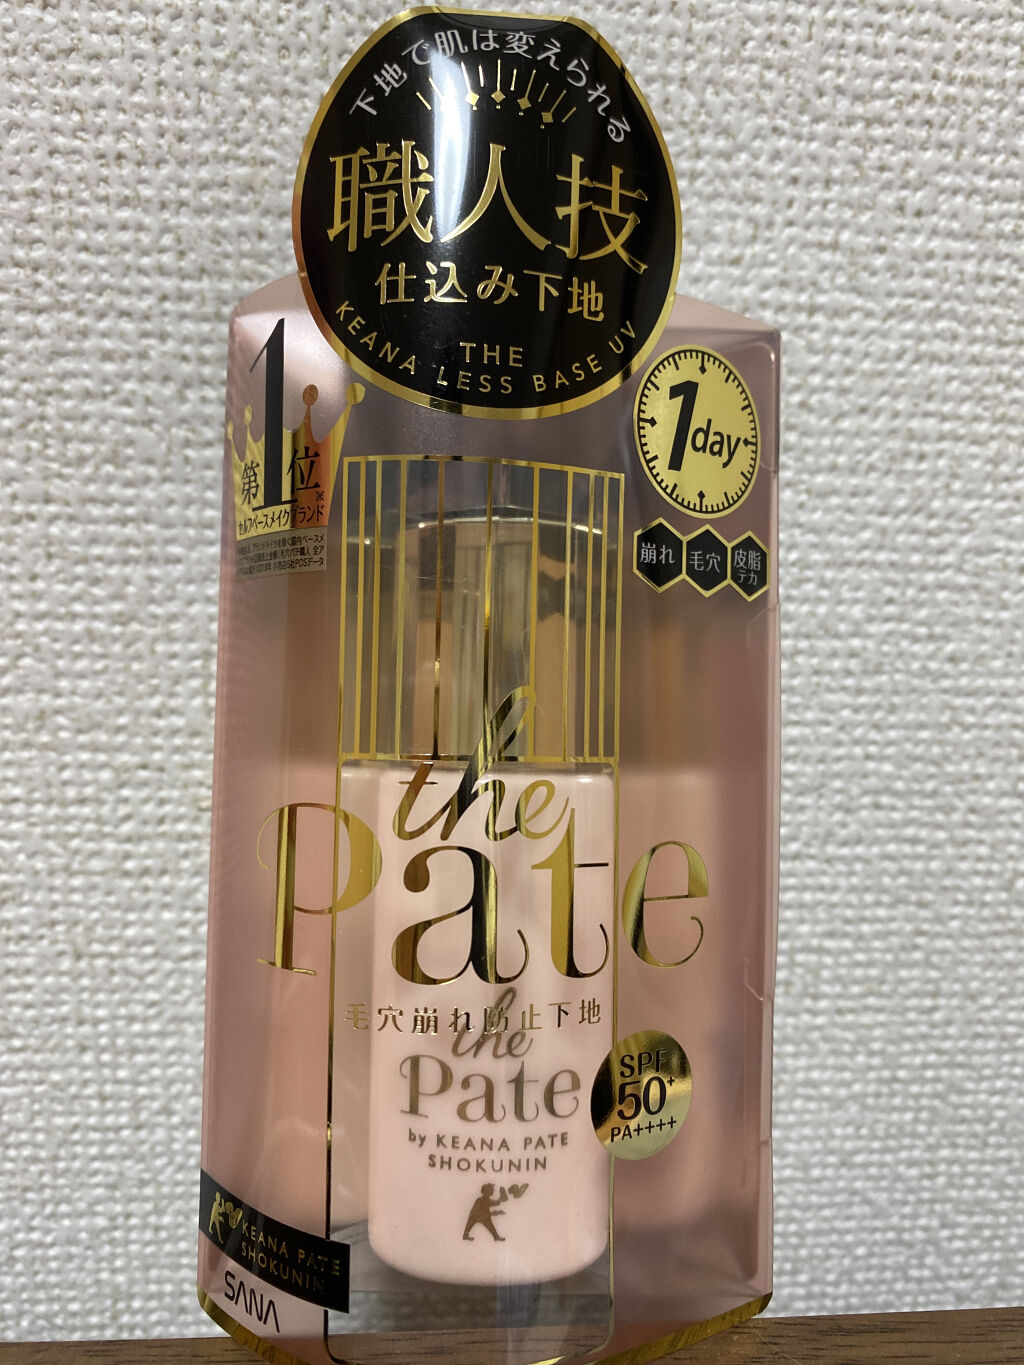 下地で肌は変えられる
職人技
仕込み下地
THE
KEANA LESS BASE UV
第1位※
セルフベースメイクブランド
1day
崩れ
毛穴
皮脂
テカ
the
Pate
毛穴崩れ防止下地
the
Pate
by KEANA PATE
SHOKUNIN
SPF
50+
PA++++
KEANA PATE
SHOKUNIN
SANA